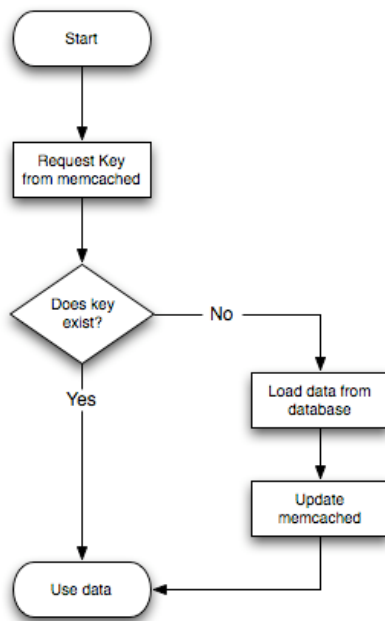 Start
Request Key
from memcached
Does key
exist?
No
Yes
Load data from
database
Update
memcached
Use data